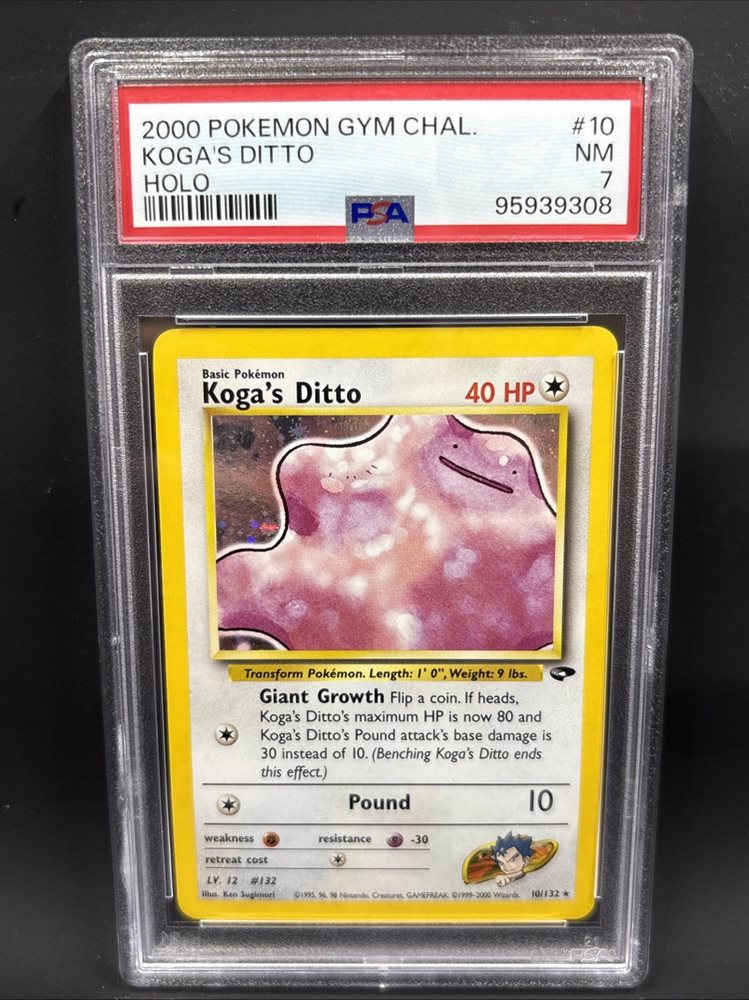 2000 POKEMON GYM CHAL. #10
KOGA'S DITTO NM
HOLO 7
PSA 95939308
Basic Pokémon
Koga's Ditto 40 HP
Transform Pokémon. Length: 1' 0", Weight: 9 lbs.
Giant Growth Flip a coin. If heads,
Koga's Ditto's maximum HP is now 80 and
Koga's Ditto's Pound attack's base damage is
30 instead of 10. (Benching Koga's Ditto ends
this effect.)
Pound 10
weakness resistance -30
retreat cost
LV. 12 #132
Illus. Ken Sugimori ©1995, 96, 98 Nintendo, Creatures, GAMEFREAK. ©1999-2000 Wizards. 10/132 ★
PSA